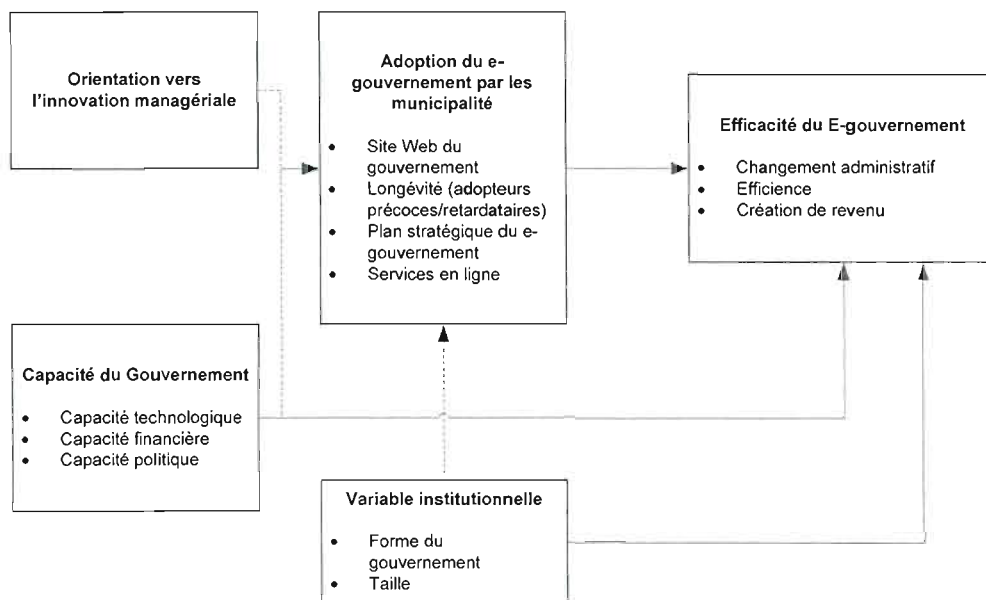 Orientation vers
l'innovation managériale
Adoption du e-
gouvernement par les
municipalité
• Site Web du
gouvernement
• Longévité (adopteurs
précoces/retardataires)
• Plan stratégique du e-
gouvernement
• Services en ligne
Efficacité du E-gouvernement
• Changement administratif
• Efficience
• Création de revenu
Capacité du Gouvernement
• Capacité technologique
• Capacité financière
• Capacité politique
Variable institutionnelle
• Forme du
gouvernement
• Taille